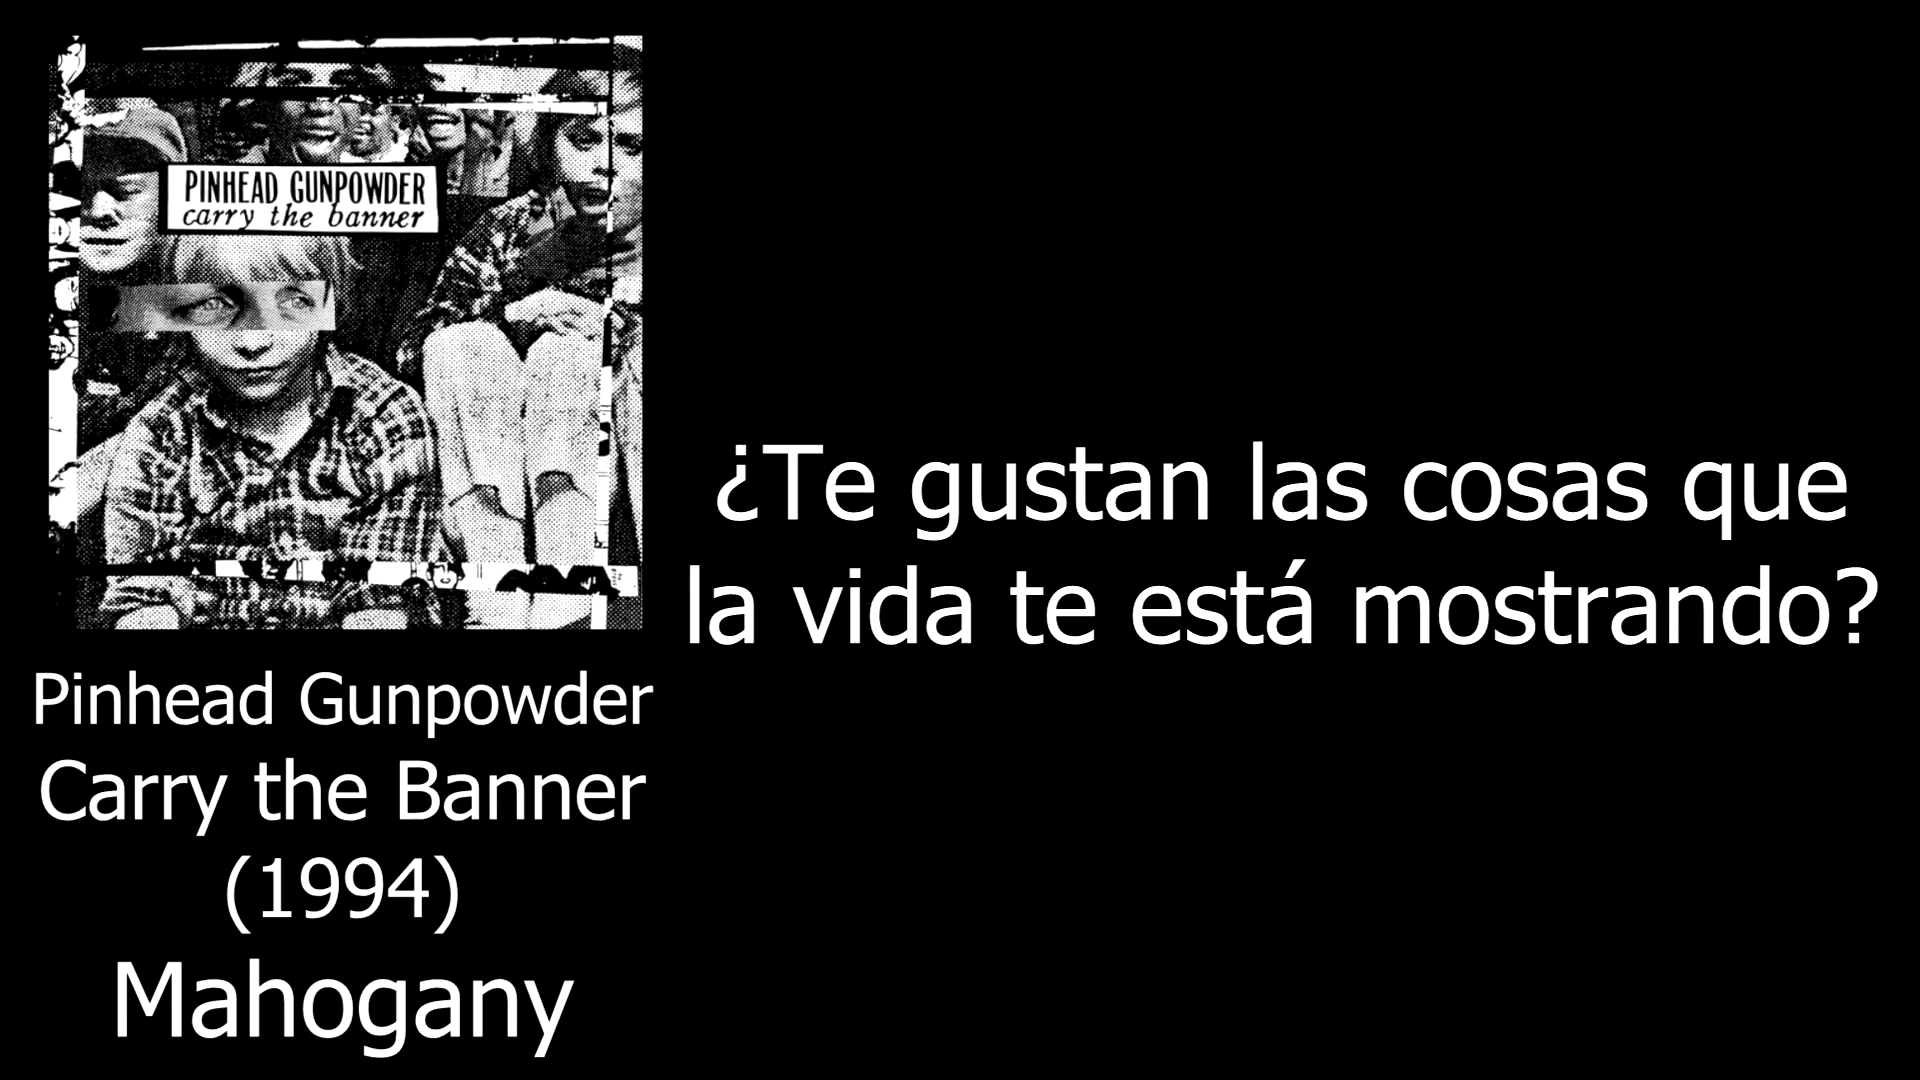 PINHEAD GUNPOWDER
carry the banner
¿Te gustan las cosas que
la vida te está mostrando?
Pinhead Gunpowder
Carry the Banner
(1994)
Mahogany